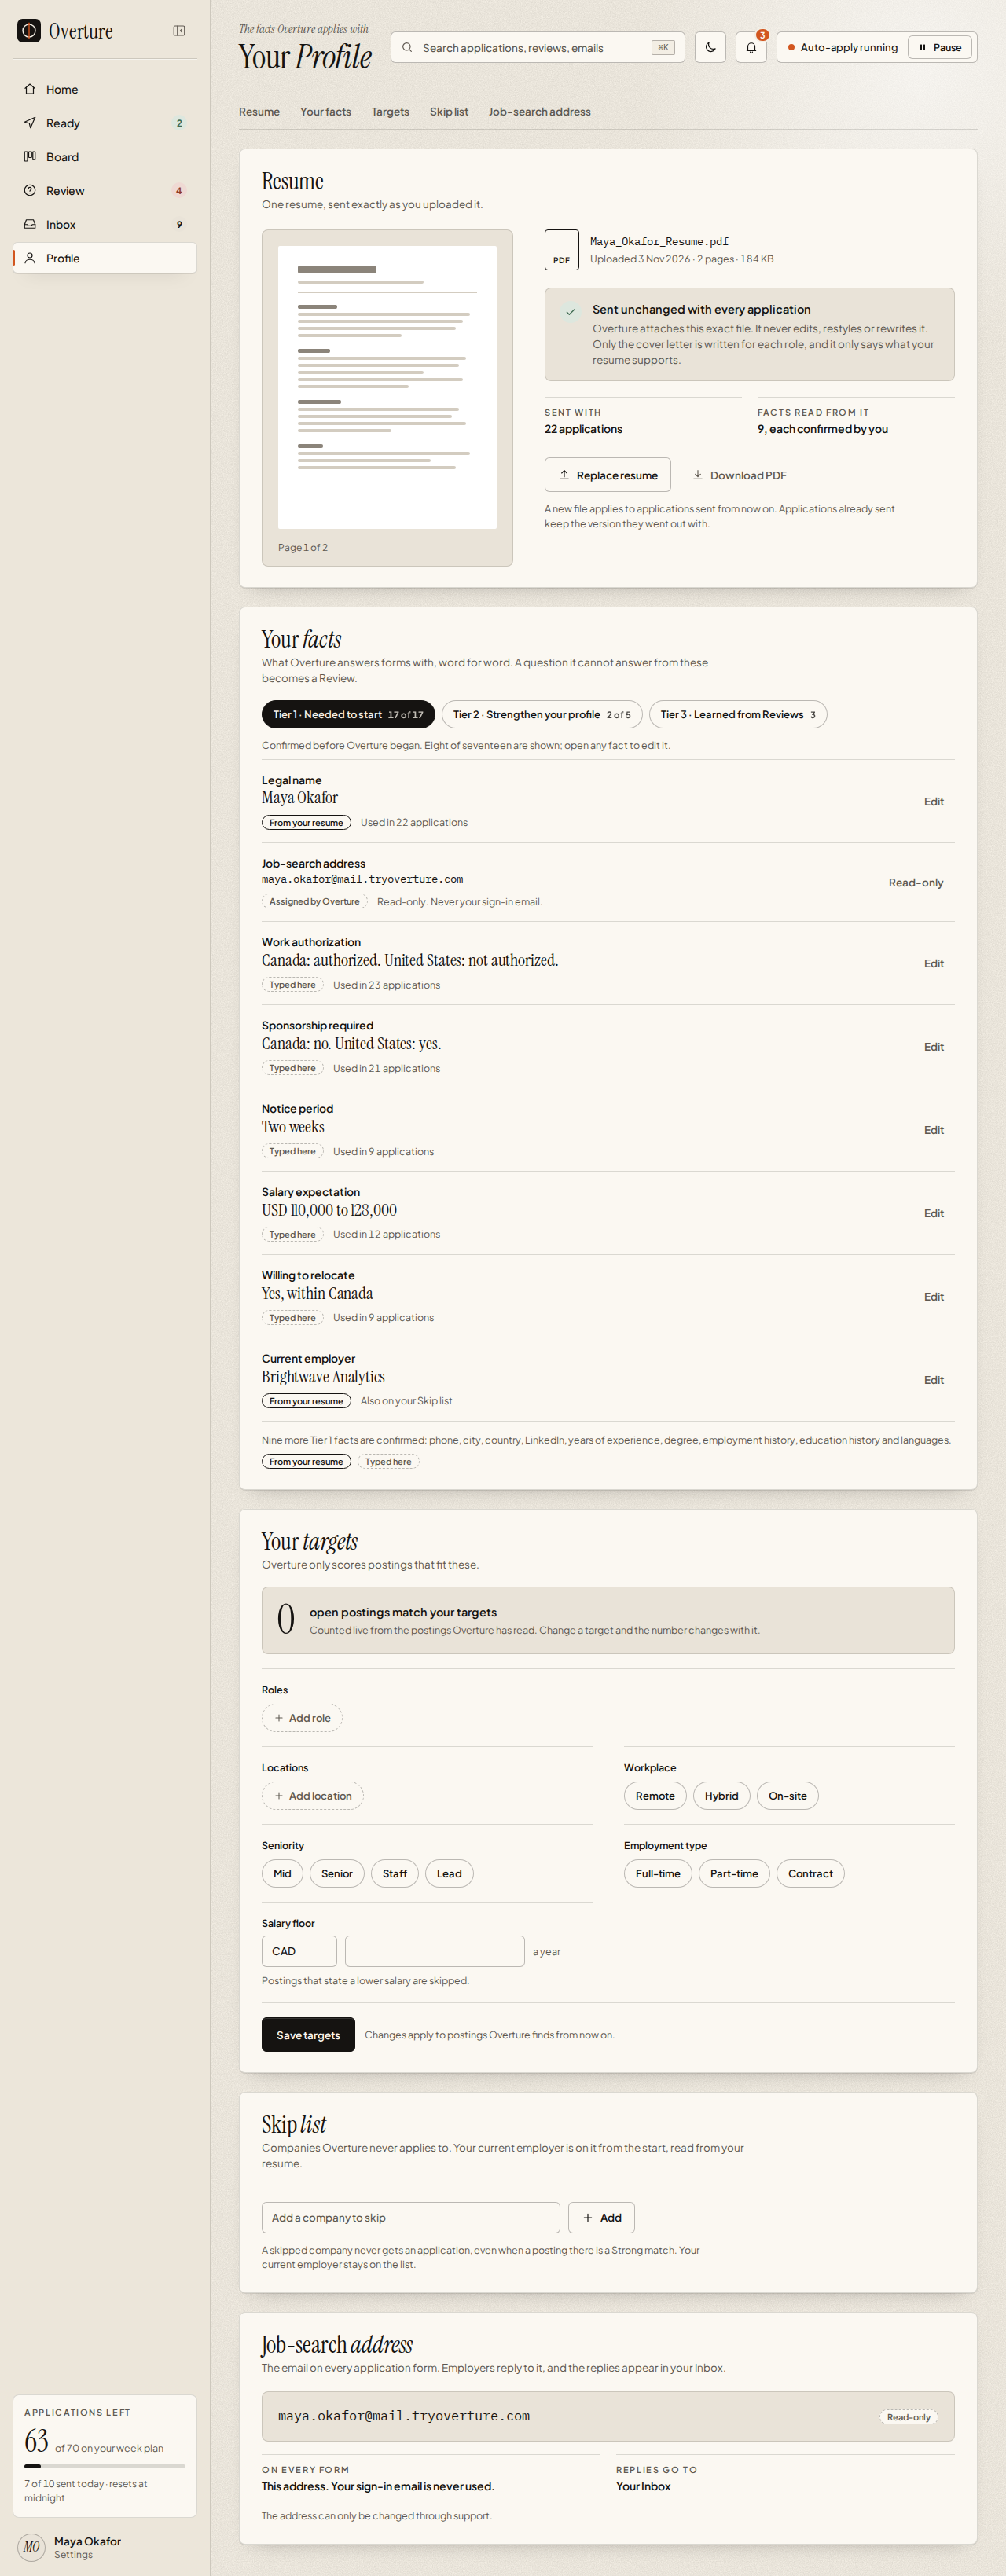 Overture
Home
Ready 2
Board
Review 4
Inbox 9
Profile
The facts Overture applies with
Your Profile
Search applications, reviews, emails ⌘K
3
Auto-apply running Pause
Resume Your facts Targets Skip list Job-search address
Resume
One resume, sent exactly as you uploaded it.
Page 1 of 2
PDF
Maya_Okafor_Resume.pdf
Uploaded 3 Nov 2026 · 2 pages · 184 KB
Sent unchanged with every application
Overture attaches this exact file. It never edits, restyles or rewrites it.
Only the cover letter is written for each role, and it only says what your
resume supports.
SENT WITH
22 applications
FACTS READ FROM IT
9, each confirmed by you
Replace resume Download PDF
A new file applies to applications sent from now on. Applications already sent
keep the version they went out with.
Your facts
What Overture answers forms with, word for word. A question it cannot answer from these
becomes a Review.
Tier 1 · Needed to start 17 of 17 Tier 2 · Strengthen your profile 2 of 5 Tier 3 · Learned from Reviews 3
Confirmed before Overture began. Eight of seventeen are shown; open any fact to edit it.
Legal name
Maya Okafor
From your resume Used in 22 applications
Edit
Job-search address
maya.okafor@mail.tryoverture.com
Assigned by Overture Read-only. Never your sign-in email.
Read-only
Work authorization
Canada: authorized. United States: not authorized.
Typed here Used in 23 applications
Edit
Sponsorship required
Canada: no. United States: yes.
Typed here Used in 21 applications
Edit
Notice period
Two weeks
Typed here Used in 9 applications
Edit
Salary expectation
USD 110,000 to 128,000
Typed here Used in 12 applications
Edit
Willing to relocate
Yes, within Canada
Typed here Used in 9 applications
Edit
Current employer
Brightwave Analytics
From your resume Also on your Skip list
Edit
Nine more Tier 1 facts are confirmed: phone, city, country, LinkedIn, years of experience, degree, employment history, education history and languages.
From your resume Typed here
Your targets
Overture only scores postings that fit these.
0 open postings match your targets
Counted live from the postings Overture has read. Change a target and the number changes with it.
Roles
Add role
Locations
Add location
Workplace
Remote Hybrid On-site
Seniority
Mid Senior Staff Lead
Employment type
Full-time Part-time Contract
Salary floor
CAD a year
Postings that state a lower salary are skipped.
Save targets Changes apply to postings Overture finds from now on.
Skip list
Companies Overture never applies to. Your current employer is on it from the start, read from your
resume.
Add a company to skip Add
A skipped company never gets an application, even when a posting there is a Strong match. Your
current employer stays on the list.
Job-search address
The email on every application form. Employers reply to it, and the replies appear in your Inbox.
maya.okafor@mail.tryoverture.com Read-only
ON EVERY FORM
This address. Your sign-in email is never used.
REPLIES GO TO
Your Inbox
The address can only be changed through support.
APPLICATIONS LEFT
63 of 70 on your week plan
7 of 10 sent today · resets at
midnight
MO
Maya Okafor
Settings